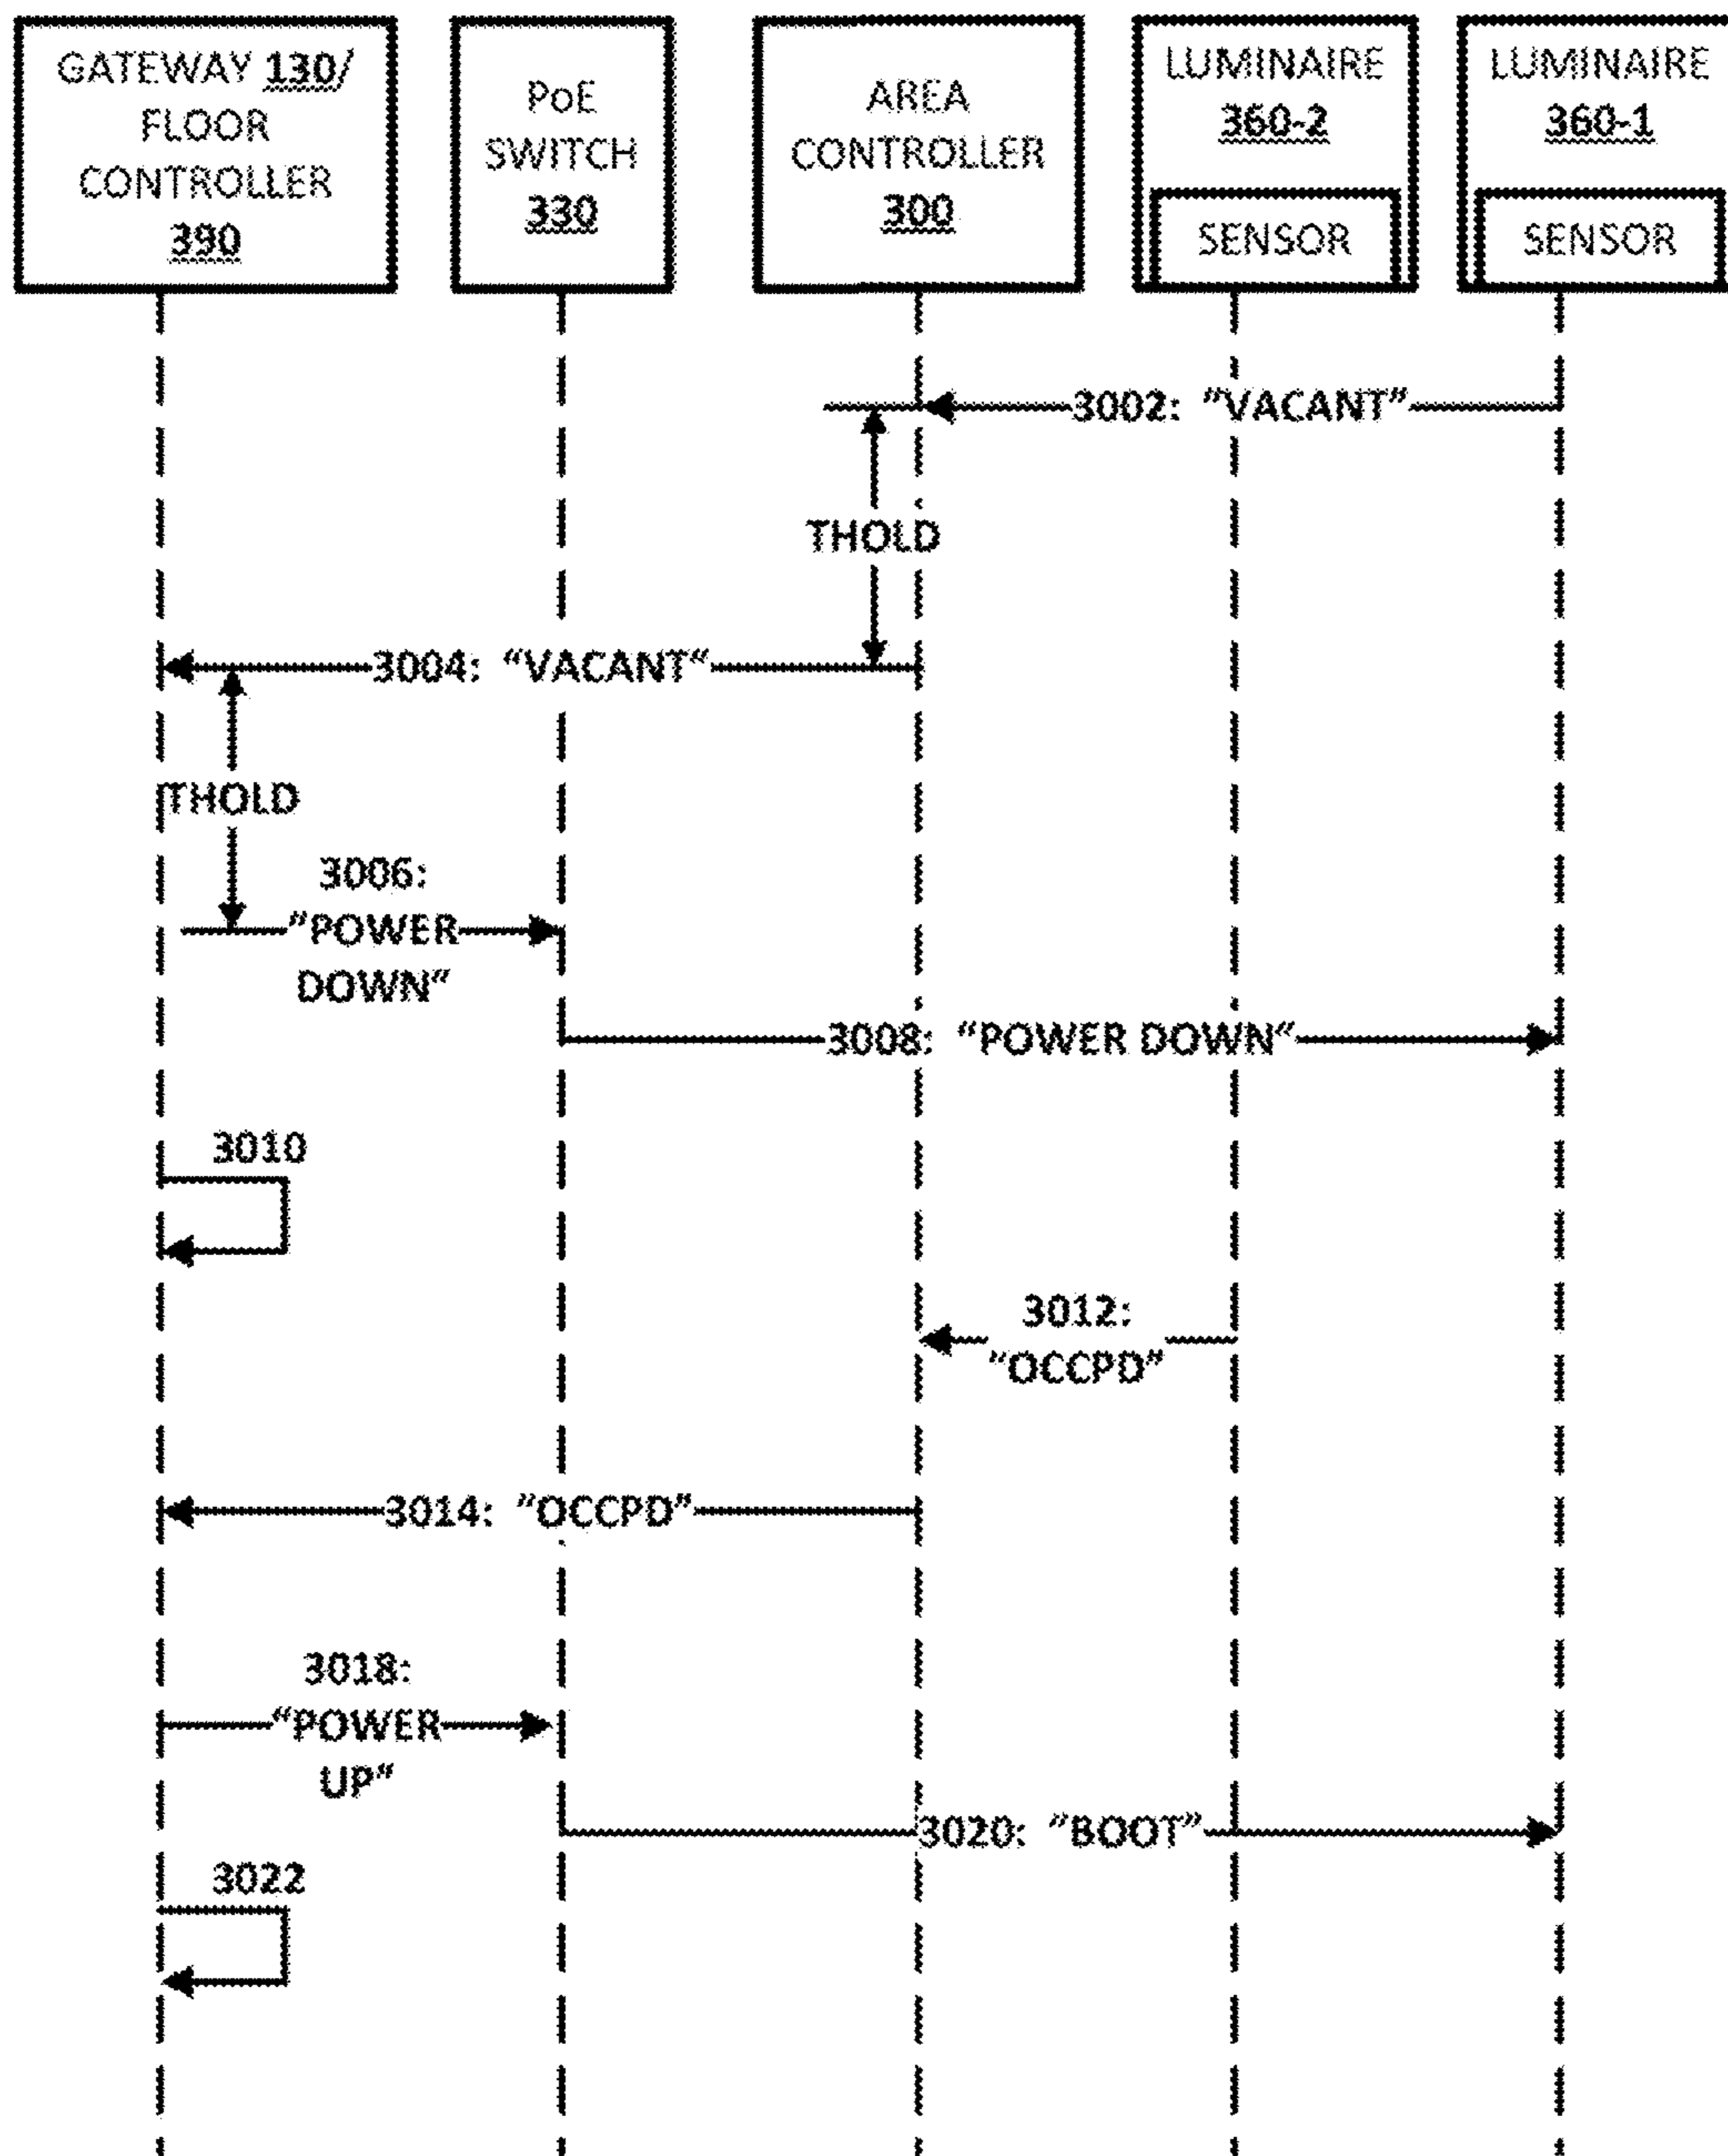 GATEWAY 130/
FLOOR
CONTROLLER
390
PoE
SWITCH
330
AREA
CONTROLLER
300
LUMINAIRE
360-2
SENSOR
LUMINAIRE
360-1
SENSOR
3002: "VACANT"
THOLD
3004: "VACANT"
THOLD
3006:
"POWER
DOWN"
3008: "POWER DOWN"
3010
3012:
"OCCPD"
3014: "OCCPD"
3018:
"POWER
UP"
3020: "BOOT"
3022